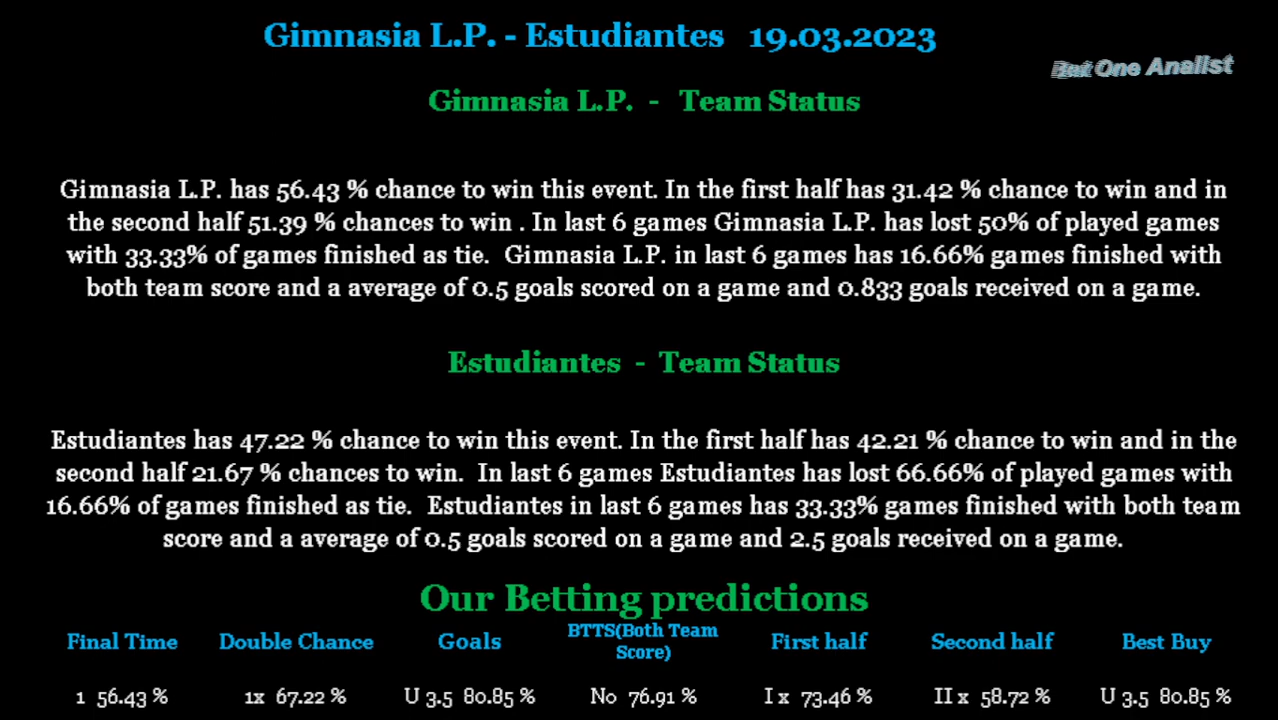 Gimnasia L.P. - Estudiantes 19.03.2023
Bet One Analist
Gimnasia L.P. - Team Status
Gimnasia L.P. has 56.43 % chance to win this event. In the first half has 31.42 % chance to win and in
the second half 51.39 % chances to win . In last 6 games Gimnasia L.P. has lost 50% of played games
with 33.33% of games finished as tie. Gimnasia L.P. in last 6 games has 16.66% games finished with
both team score and a average of 0.5 goals scored on a game and 0.833 goals received on a game.
Estudiantes - Team Status
Estudiantes has 47.22 % chance to win this event. In the first half has 42.21 % chance to win and in the
second half 21.67 % chances to win. In last 6 games Estudiantes has lost 66.66% of played games with
16.66% of games finished as tie. Estudiantes in last 6 games has 33.33% games finished with both team
score and a average of 0.5 goals scored on a game and 2.5 goals received on a game.
Our Betting predictions
Final Time Double Chance Goals BTTS(Both Team Score) First half Second half Best Buy
1 56.43 % 1x 67.22 % U 3.5 80.85 % No 76.91 % I x 73.46 % II x 58.72 % U 3.5 80.85 %